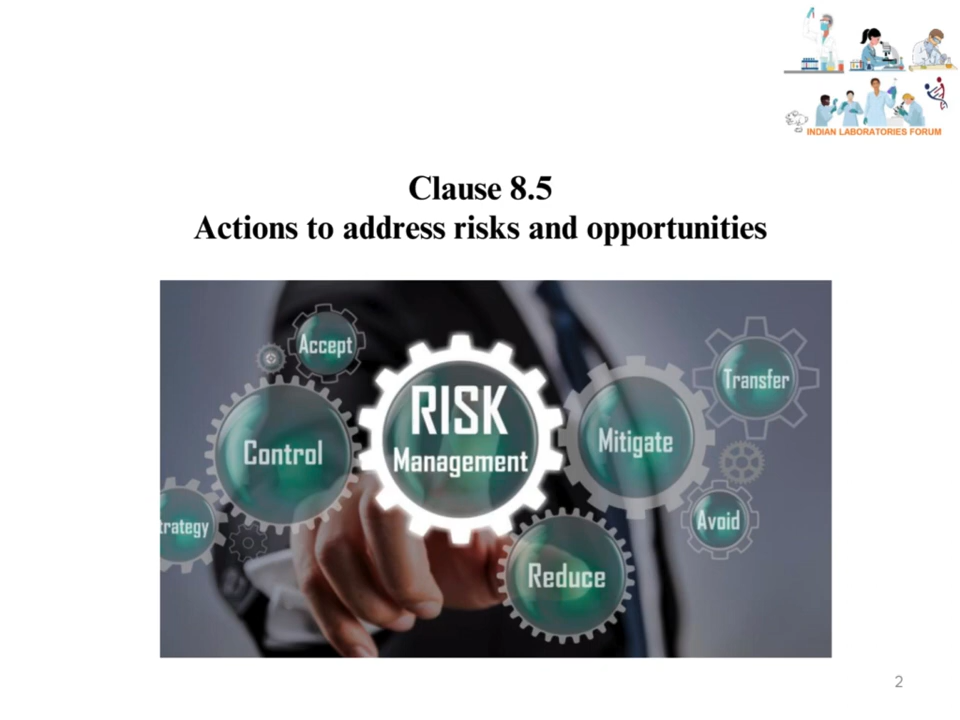 INDIAN LABORATORIES FORUM
Clause 8.5
Actions to address risks and opportunities
Accept
RISK
Management
Control
Mitigate
Transfer
trategy
Avoid
Reduce
2